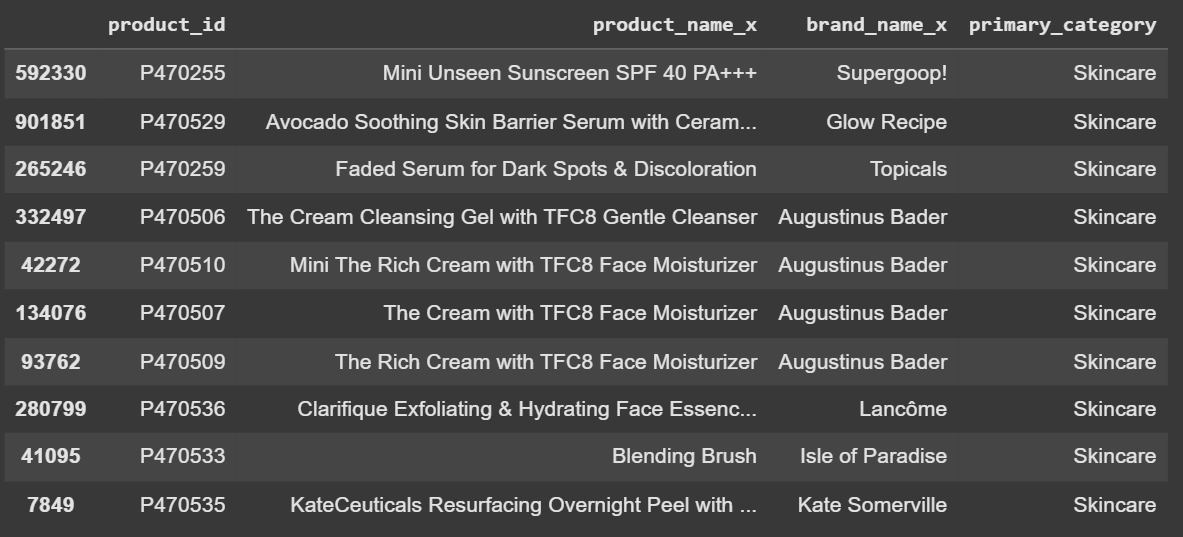 product_id product_name_x brand_name_x primary_category
592330 P470255 Mini Unseen Sunscreen SPF 40 PA+++ Supergoop! Skincare
901851 P470529 Avocado Soothing Skin Barrier Serum with Ceram... Glow Recipe Skincare
265246 P470259 Faded Serum for Dark Spots & Discoloration Topicals Skincare
332497 P470506 The Cream Cleansing Gel with TFC8 Gentle Cleanser Augustinus Bader Skincare
42272 P470510 Mini The Rich Cream with TFC8 Face Moisturizer Augustinus Bader Skincare
134076 P470507 The Cream with TFC8 Face Moisturizer Augustinus Bader Skincare
93762 P470509 The Rich Cream with TFC8 Face Moisturizer Augustinus Bader Skincare
280799 P470536 Clarifique Exfoliating & Hydrating Face Essenc... Lancôme Skincare
41095 P470533 Blending Brush Isle of Paradise Skincare
7849 P470535 KateCeuticals Resurfacing Overnight Peel with ... Kate Somerville Skincare